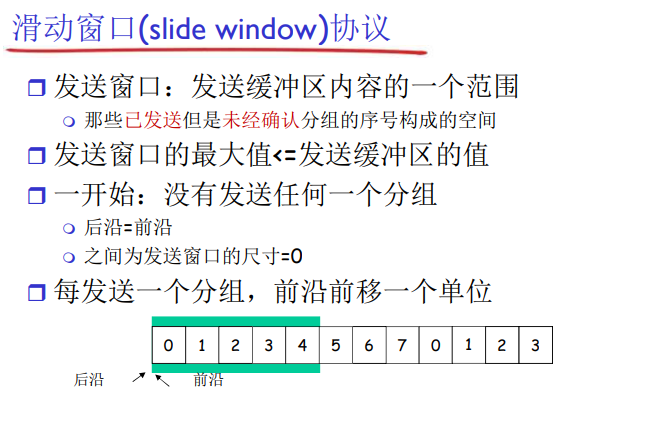 滑动窗口(slide window)协议
发送窗口：发送缓冲区内容的一个范围
那些已发送但是未经确认分组的序号构成的空间
发送窗口的最大值<=发送缓冲区的值
一开始：没有发送任何一个分组
后沿=前沿
之间为发送窗口的尺寸=0
每发送一个分组，前沿前移一个单位
0 1 2 3 4 5 6 7 0 1 2 3
后沿 前沿